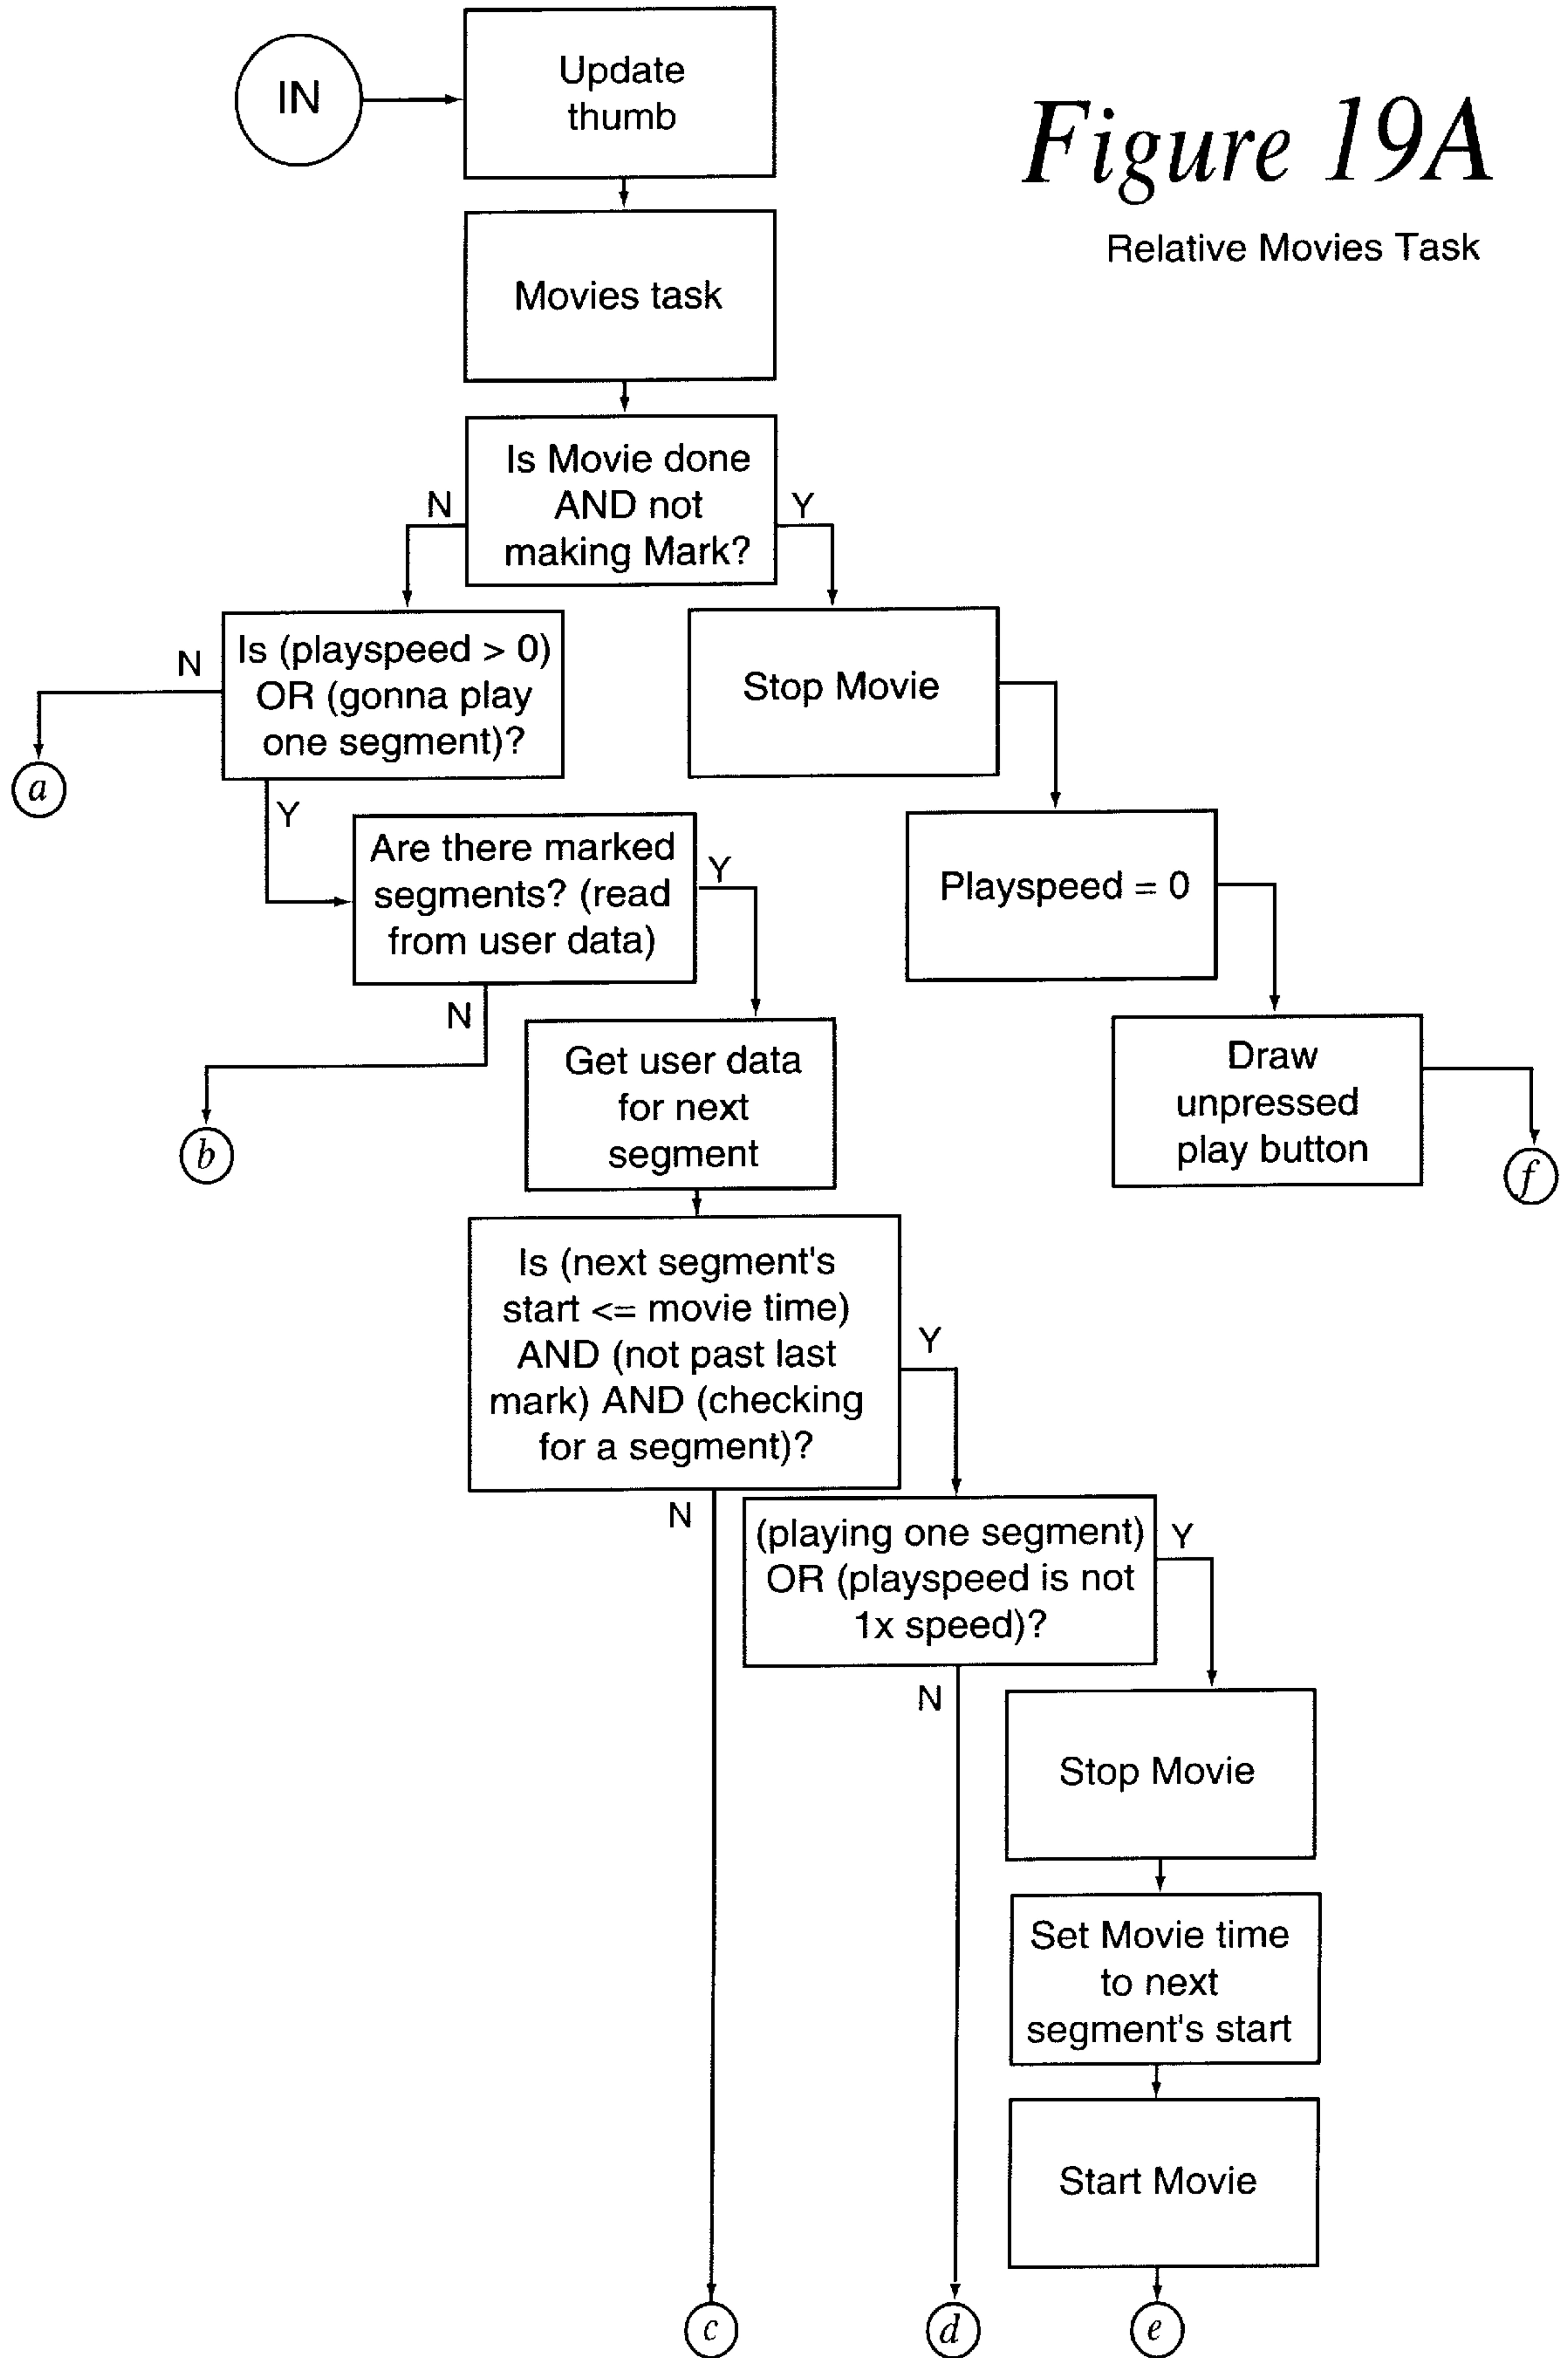 IN
Update
thumb
Figure 19A
Relative Movies Task
Movies task
Is Movie done
AND not
making Mark?
N
Y
Is (playspeed > 0)
OR (gonna play
one segment)?
N
a
Y
Stop Movie
Are there marked
segments? (read
from user data)
Y
N
b
Playspeed = 0
Get user data
for next
segment
Draw
unpressed
play button
f
Is (next segment's
start <= movie time)
AND (not past last
mark) AND (checking
for a segment)?
Y
N
(playing one segment)
OR (playspeed is not
1x speed)?
Y
N
Stop Movie
Set Movie time
to next
segment's start
Start Movie
c
d
e